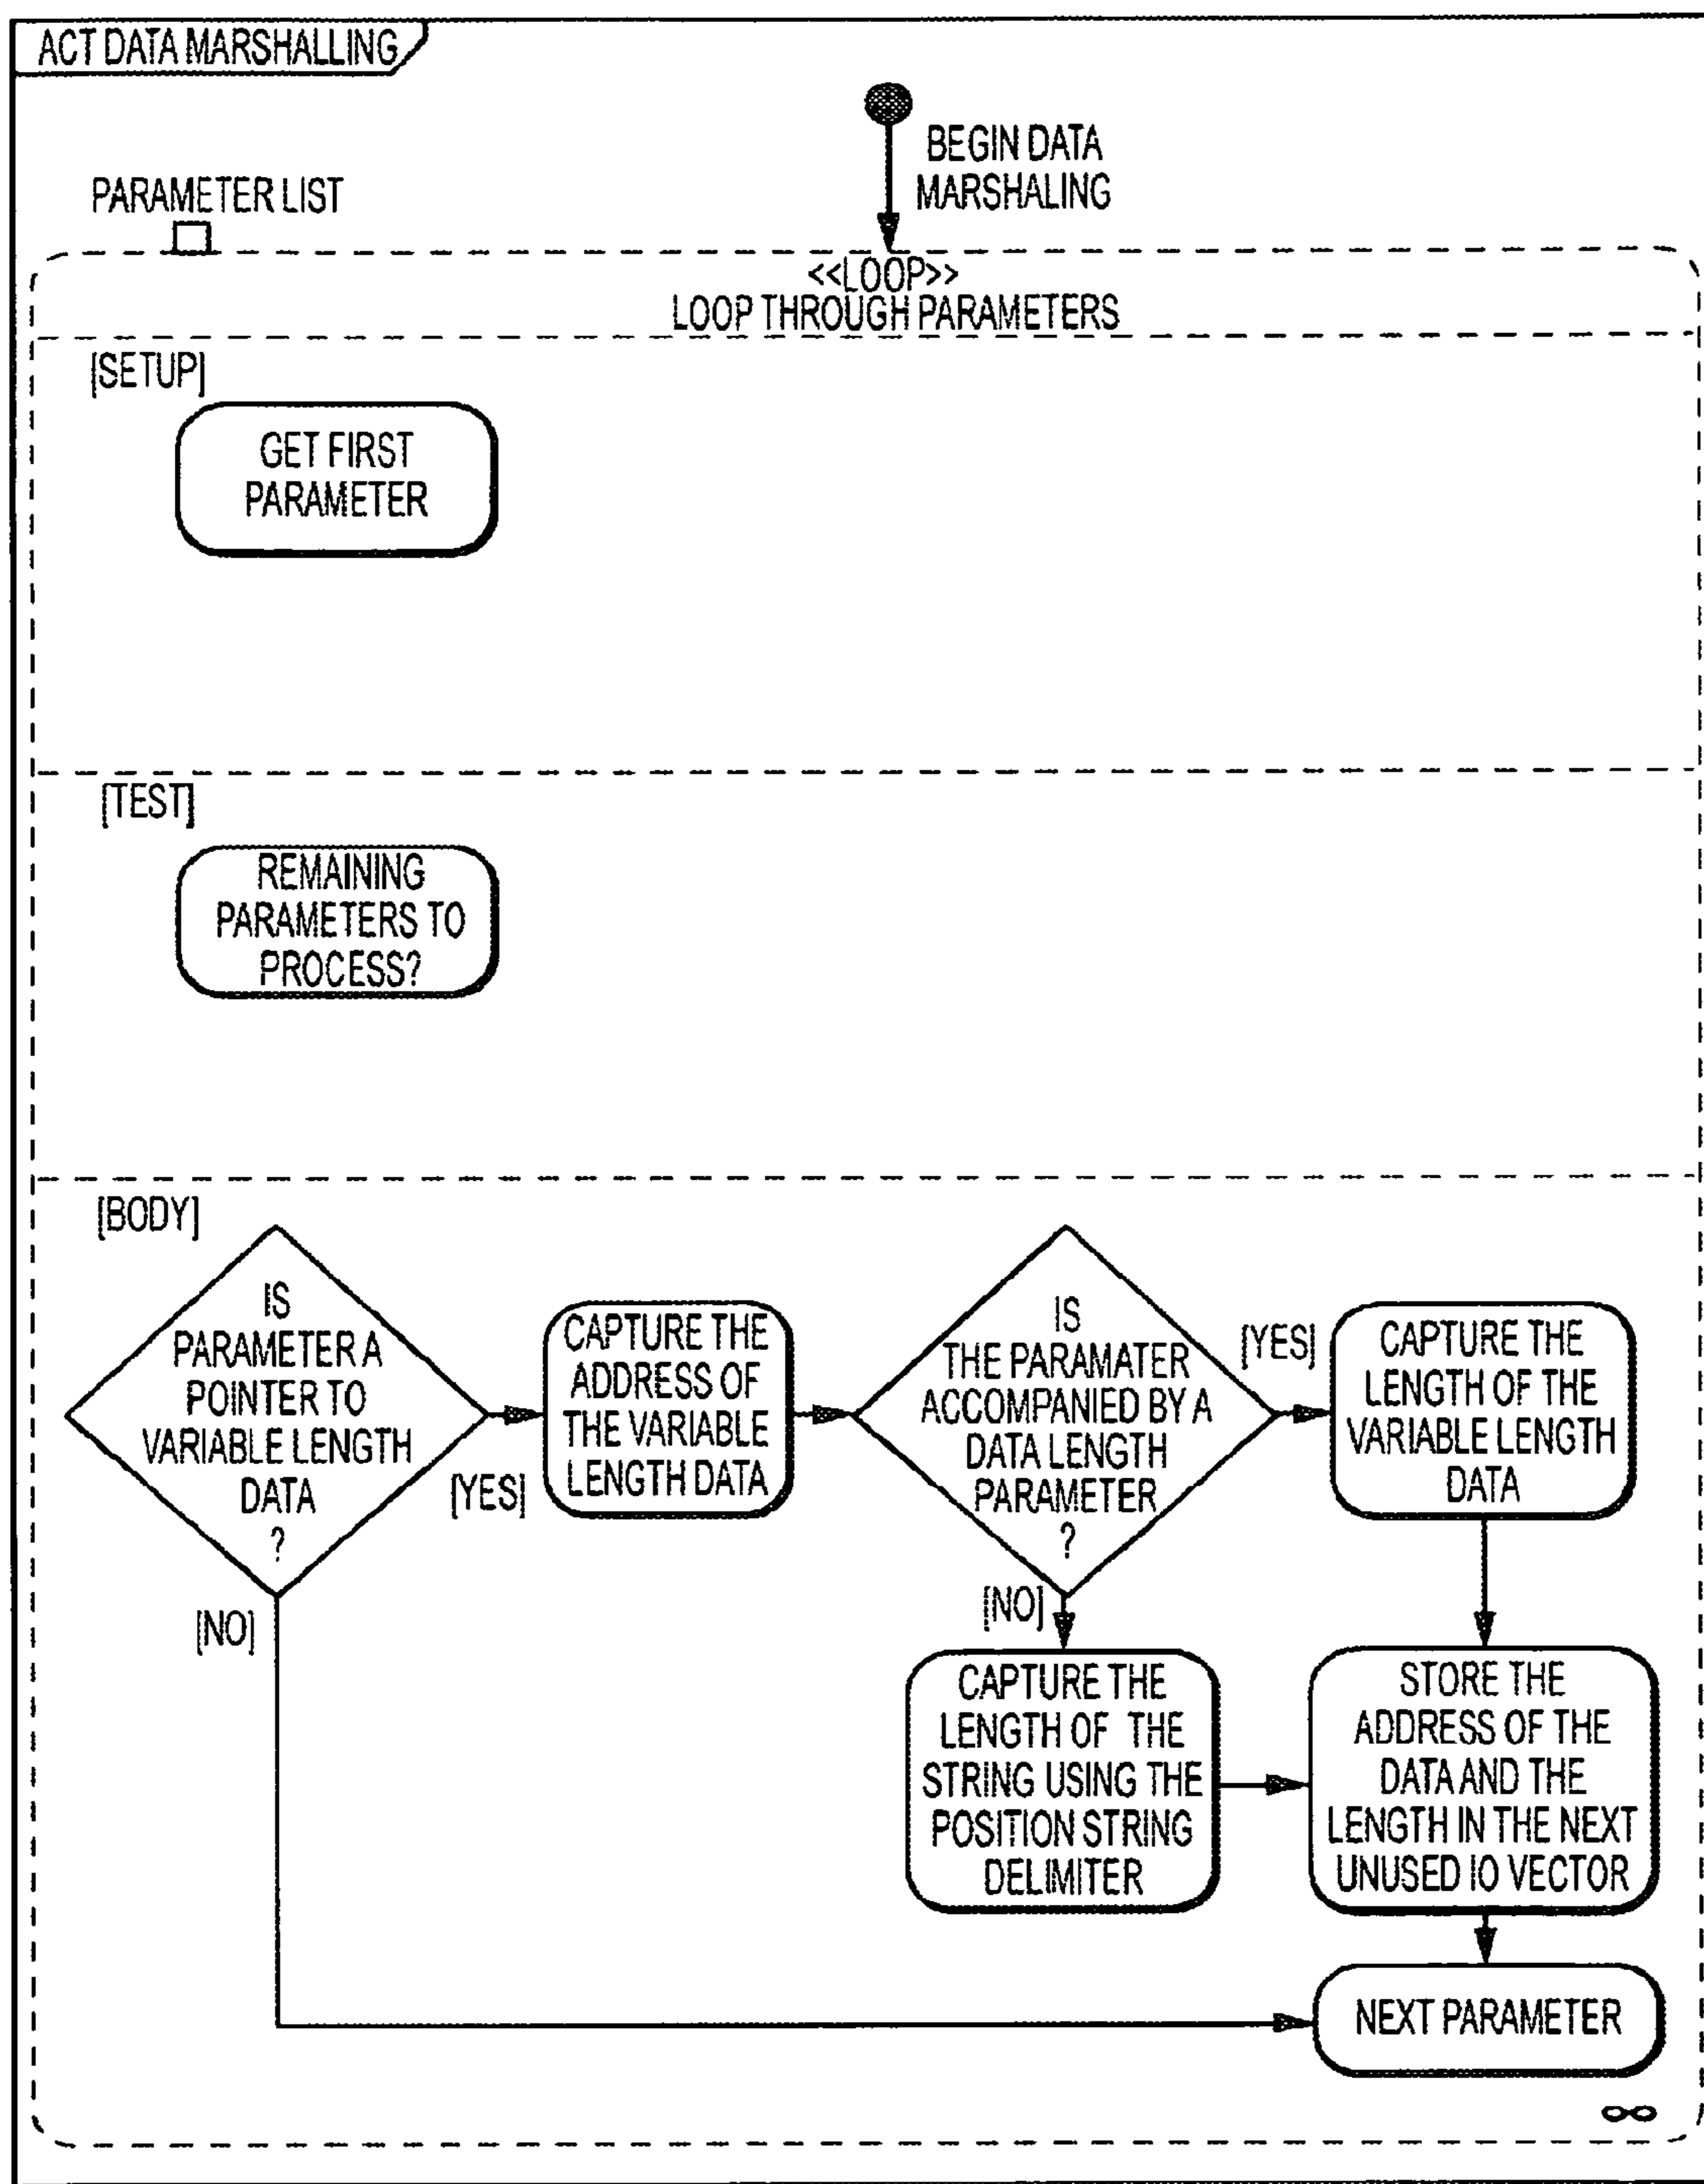 ACT DATA MARSHALLING
BEGIN DATA
MARSHALING
PARAMETER LIST
<<LOOP>>
LOOP THROUGH PARAMETERS
[SETUP]
GET FIRST
PARAMETER
[TEST]
REMAINING
PARAMETERS TO
PROCESS?
[BODY]
IS
PARAMETER A
POINTER TO
VARIABLE LENGTH
DATA
?
[YES]
[NO]
CAPTURE THE
ADDRESS OF
THE VARIABLE
LENGTH DATA
IS
THE PARAMATER
ACCOMPANIED BY A
DATA LENGTH
PARAMETER
?
[YES]
[NO]
CAPTURE THE
LENGTH OF THE
VARIABLE LENGTH
DATA
CAPTURE THE
LENGTH OF THE
STRING USING THE
POSITION STRING
DELIMITER
STORE THE
ADDRESS OF THE
DATA AND THE
LENGTH IN THE NEXT
UNUSED IO VECTOR
NEXT PARAMETER
∞